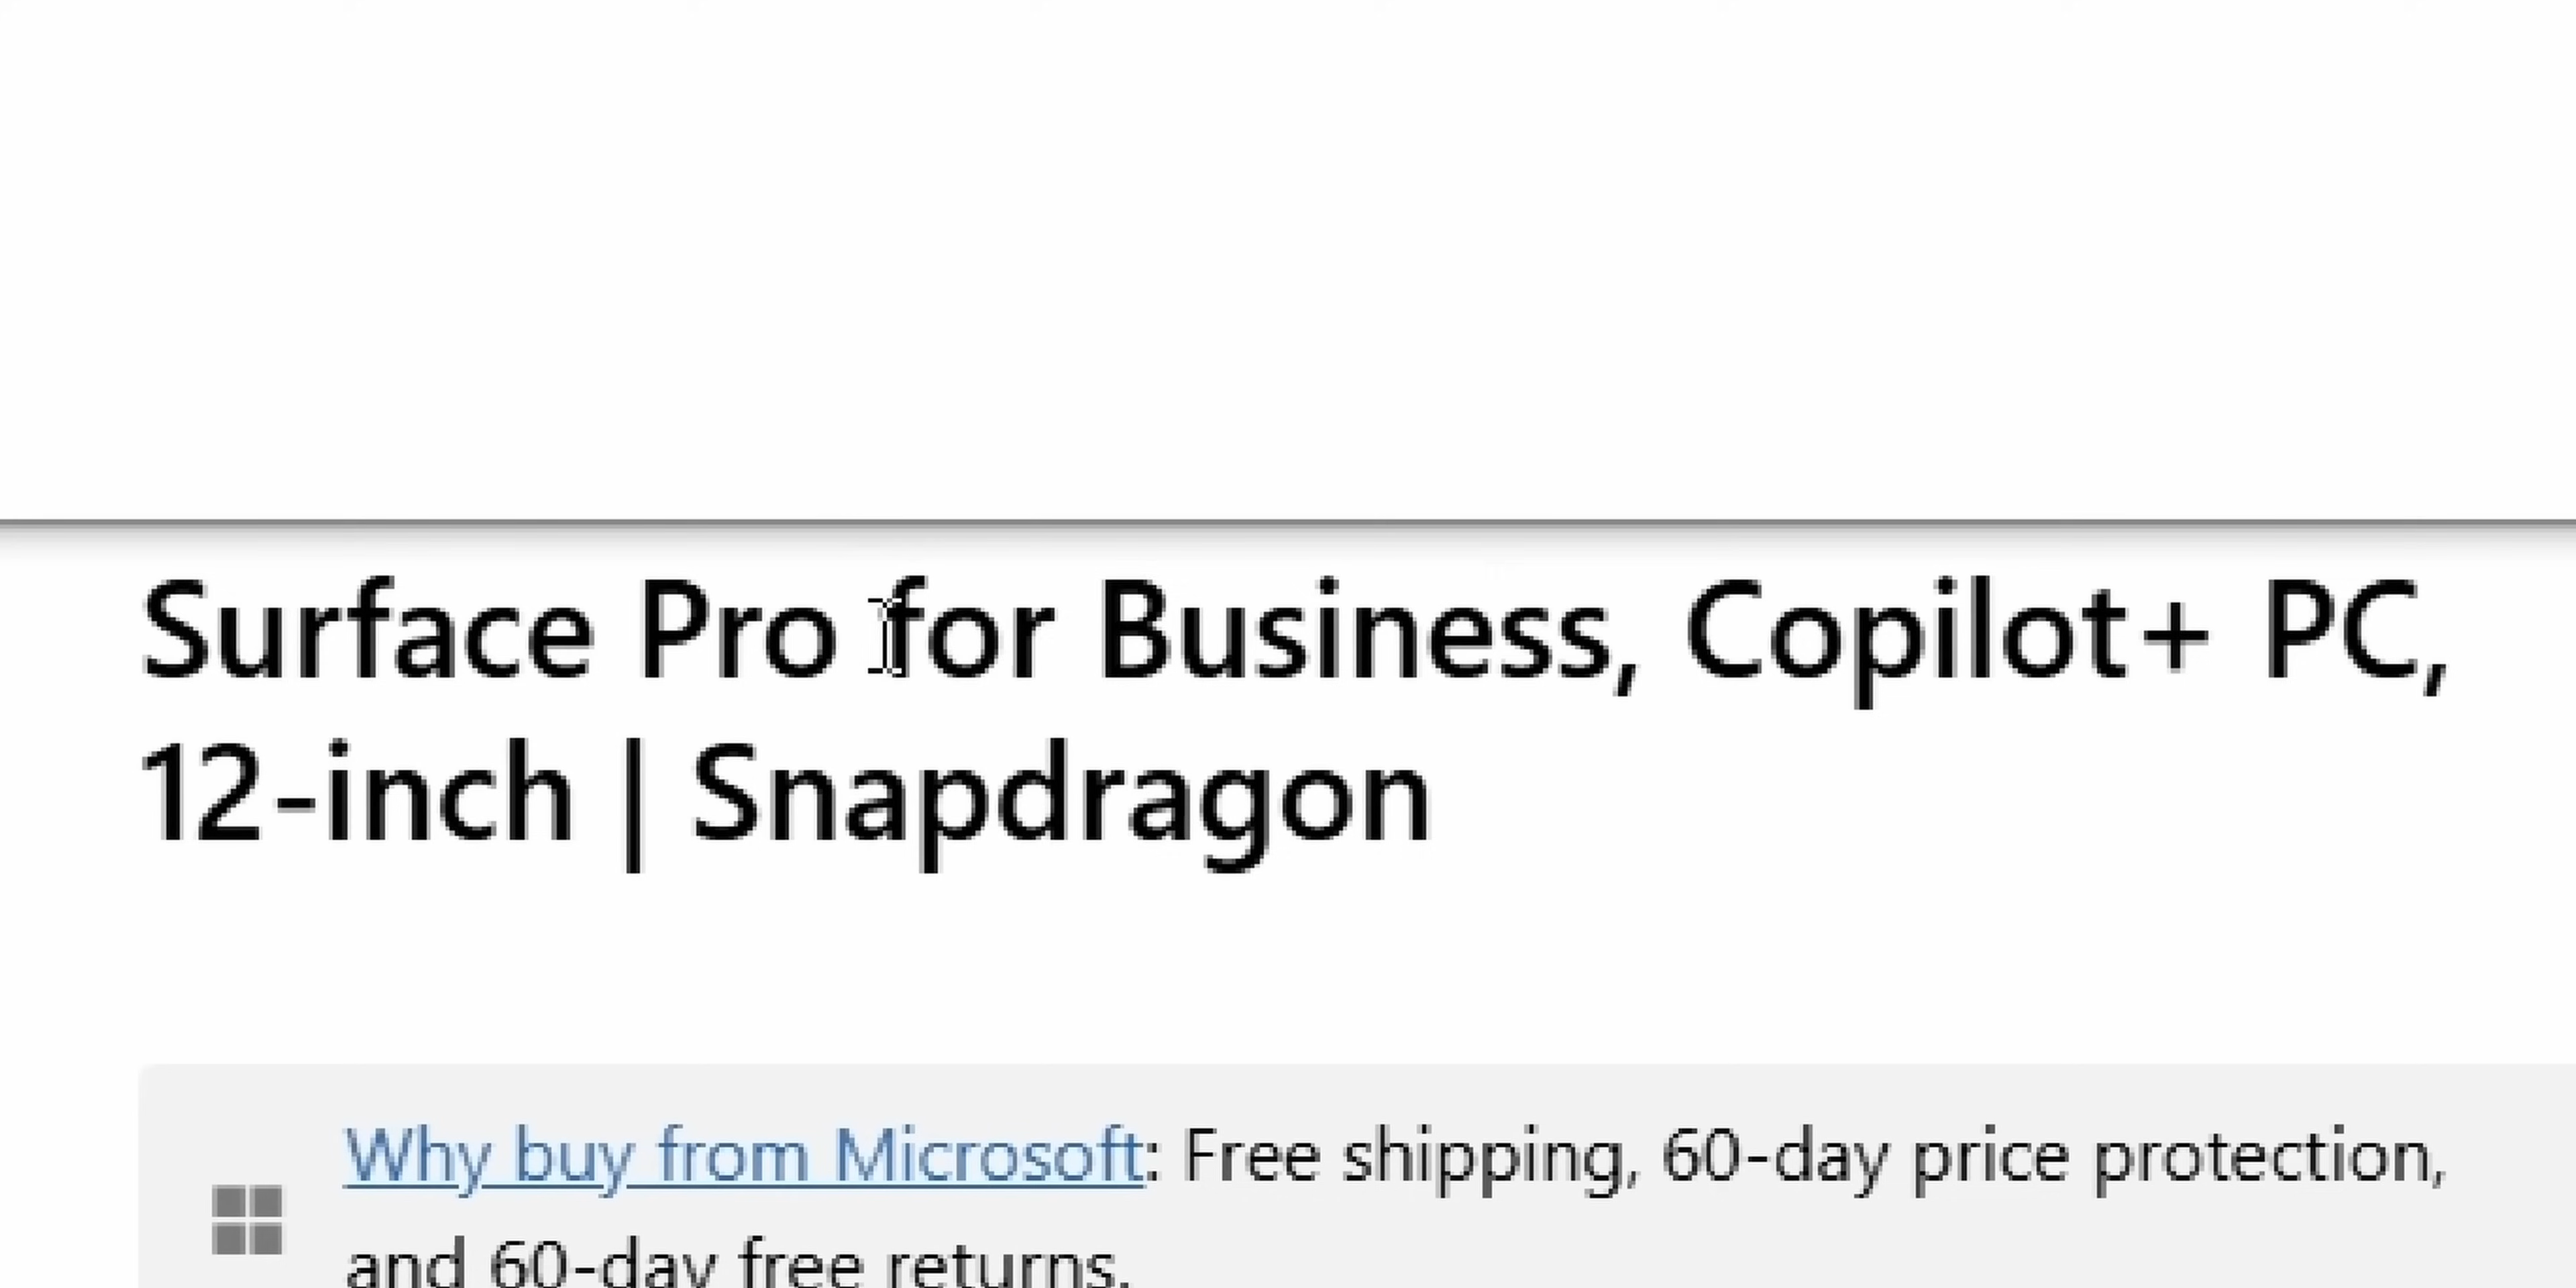 Surface Pro for Business, Copilot+ PC,
12-inch | Snapdragon
Why buy from Microsoft: Free shipping, 60-day price protection,
and 60-day free returns.